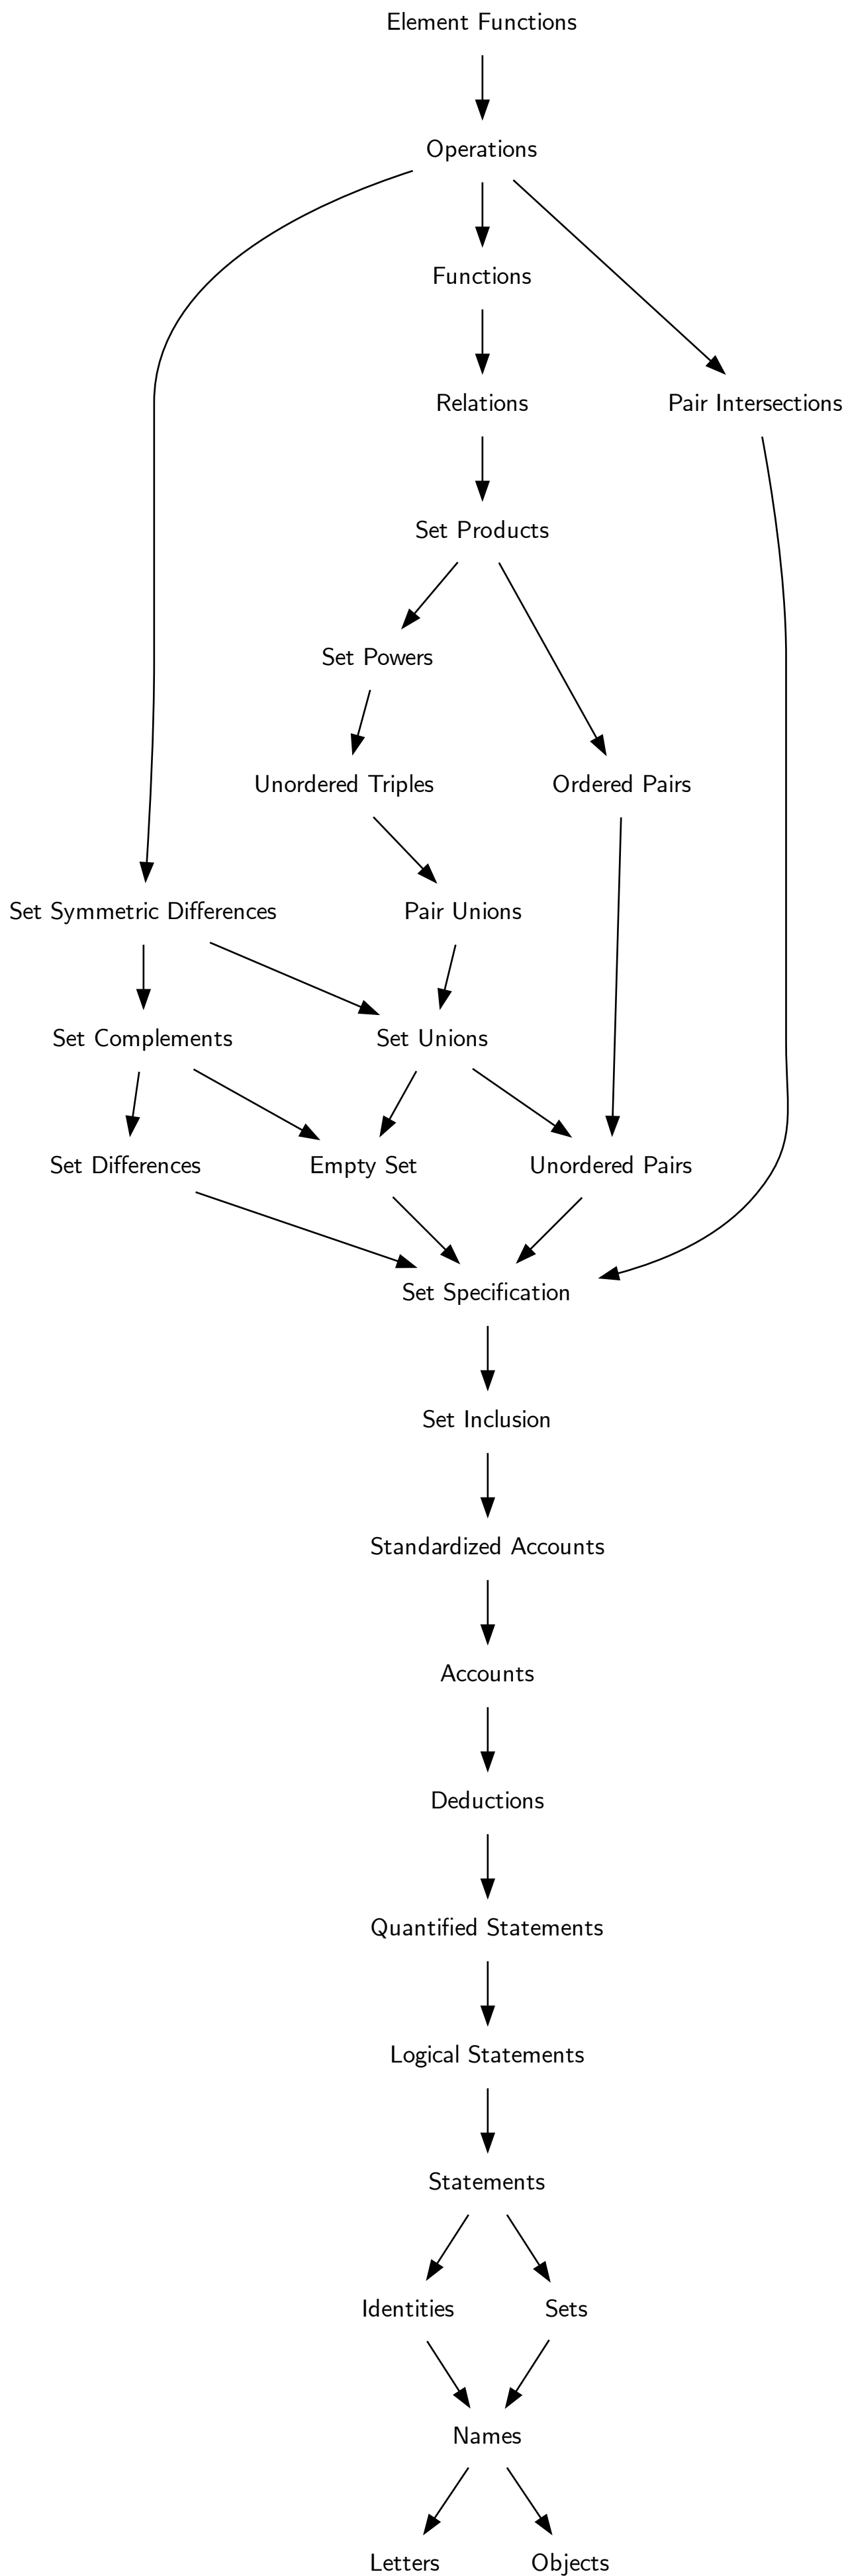 Element Functions
Operations
Functions
Relations
Pair Intersections
Set Products
Set Powers
Unordered Triples
Ordered Pairs
Set Symmetric Differences
Pair Unions
Set Complements
Set Unions
Set Differences
Empty Set
Unordered Pairs
Set Specification
Set Inclusion
Standardized Accounts
Accounts
Deductions
Quantified Statements
Logical Statements
Statements
Identities
Sets
Names
Letters
Objects